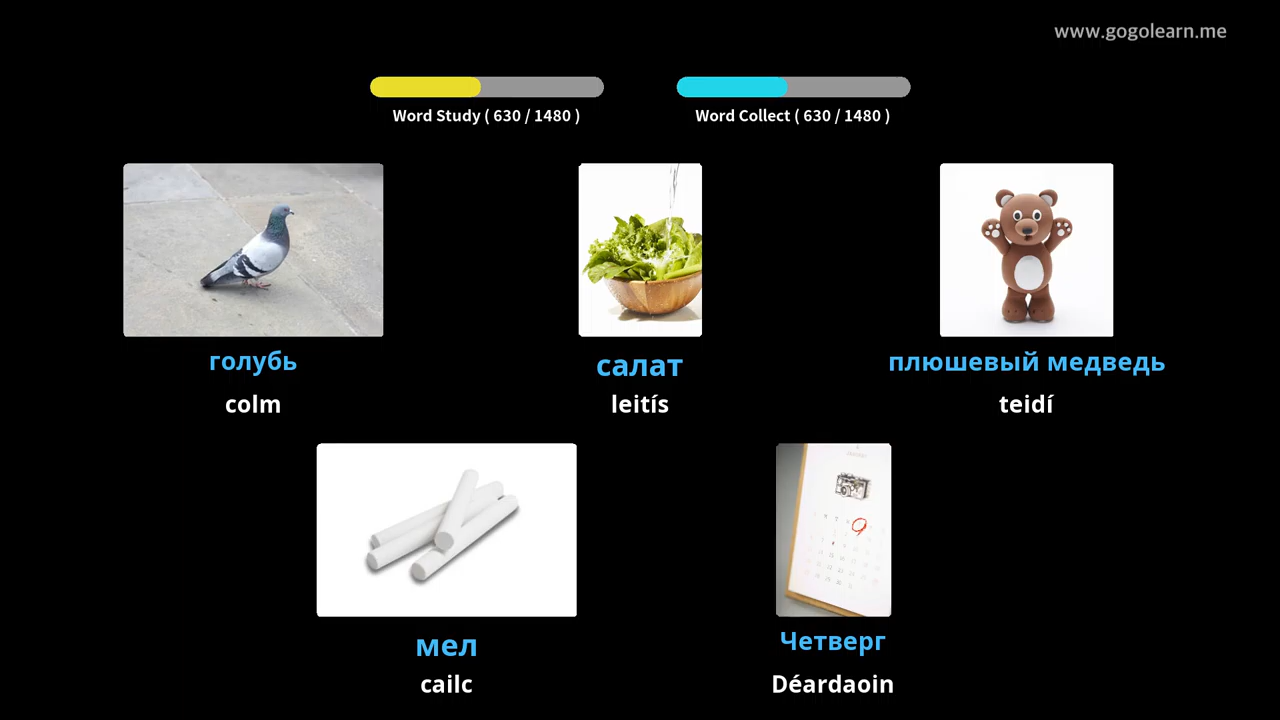 www.gogolearn.me
Word Study ( 630 / 1480 )
Word Collect ( 630 / 1480 )
голубь
colm
салат
leitís
плюшевый медведь
teidí
мел
cailc
Четверг
Déardaoin